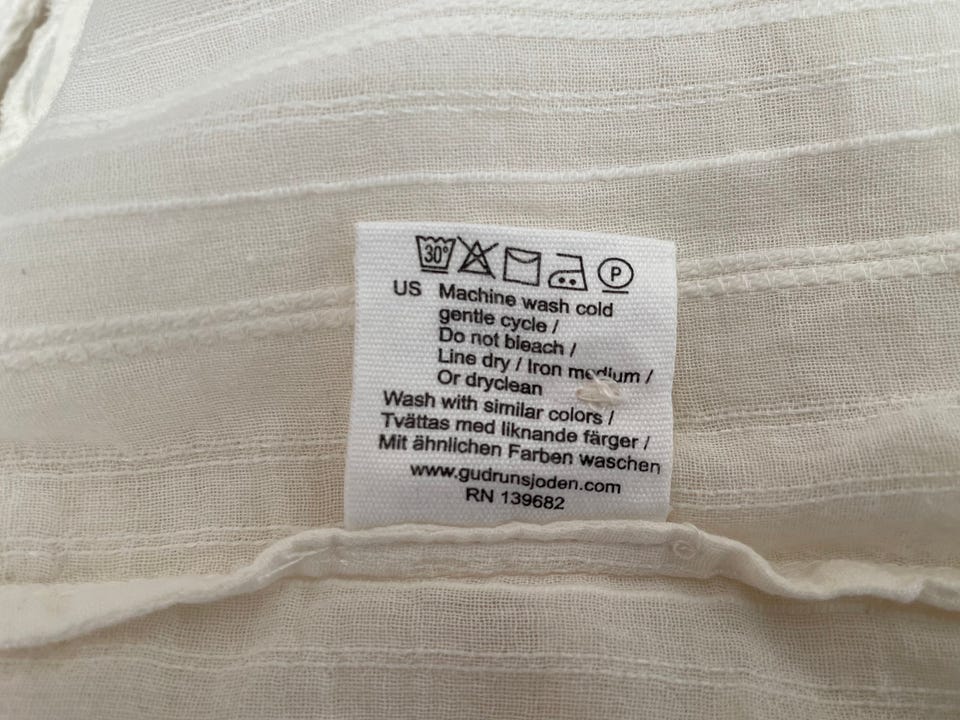 30° P
US Machine wash cold
gentle cycle /
Do not bleach /
Line dry / Iron medium /
Or dryclean
Wash with similar colors /
Tvättas med liknande färger /
Mit ähnlichen Farben waschen
www.gudrunsjoden.com
RN 139682